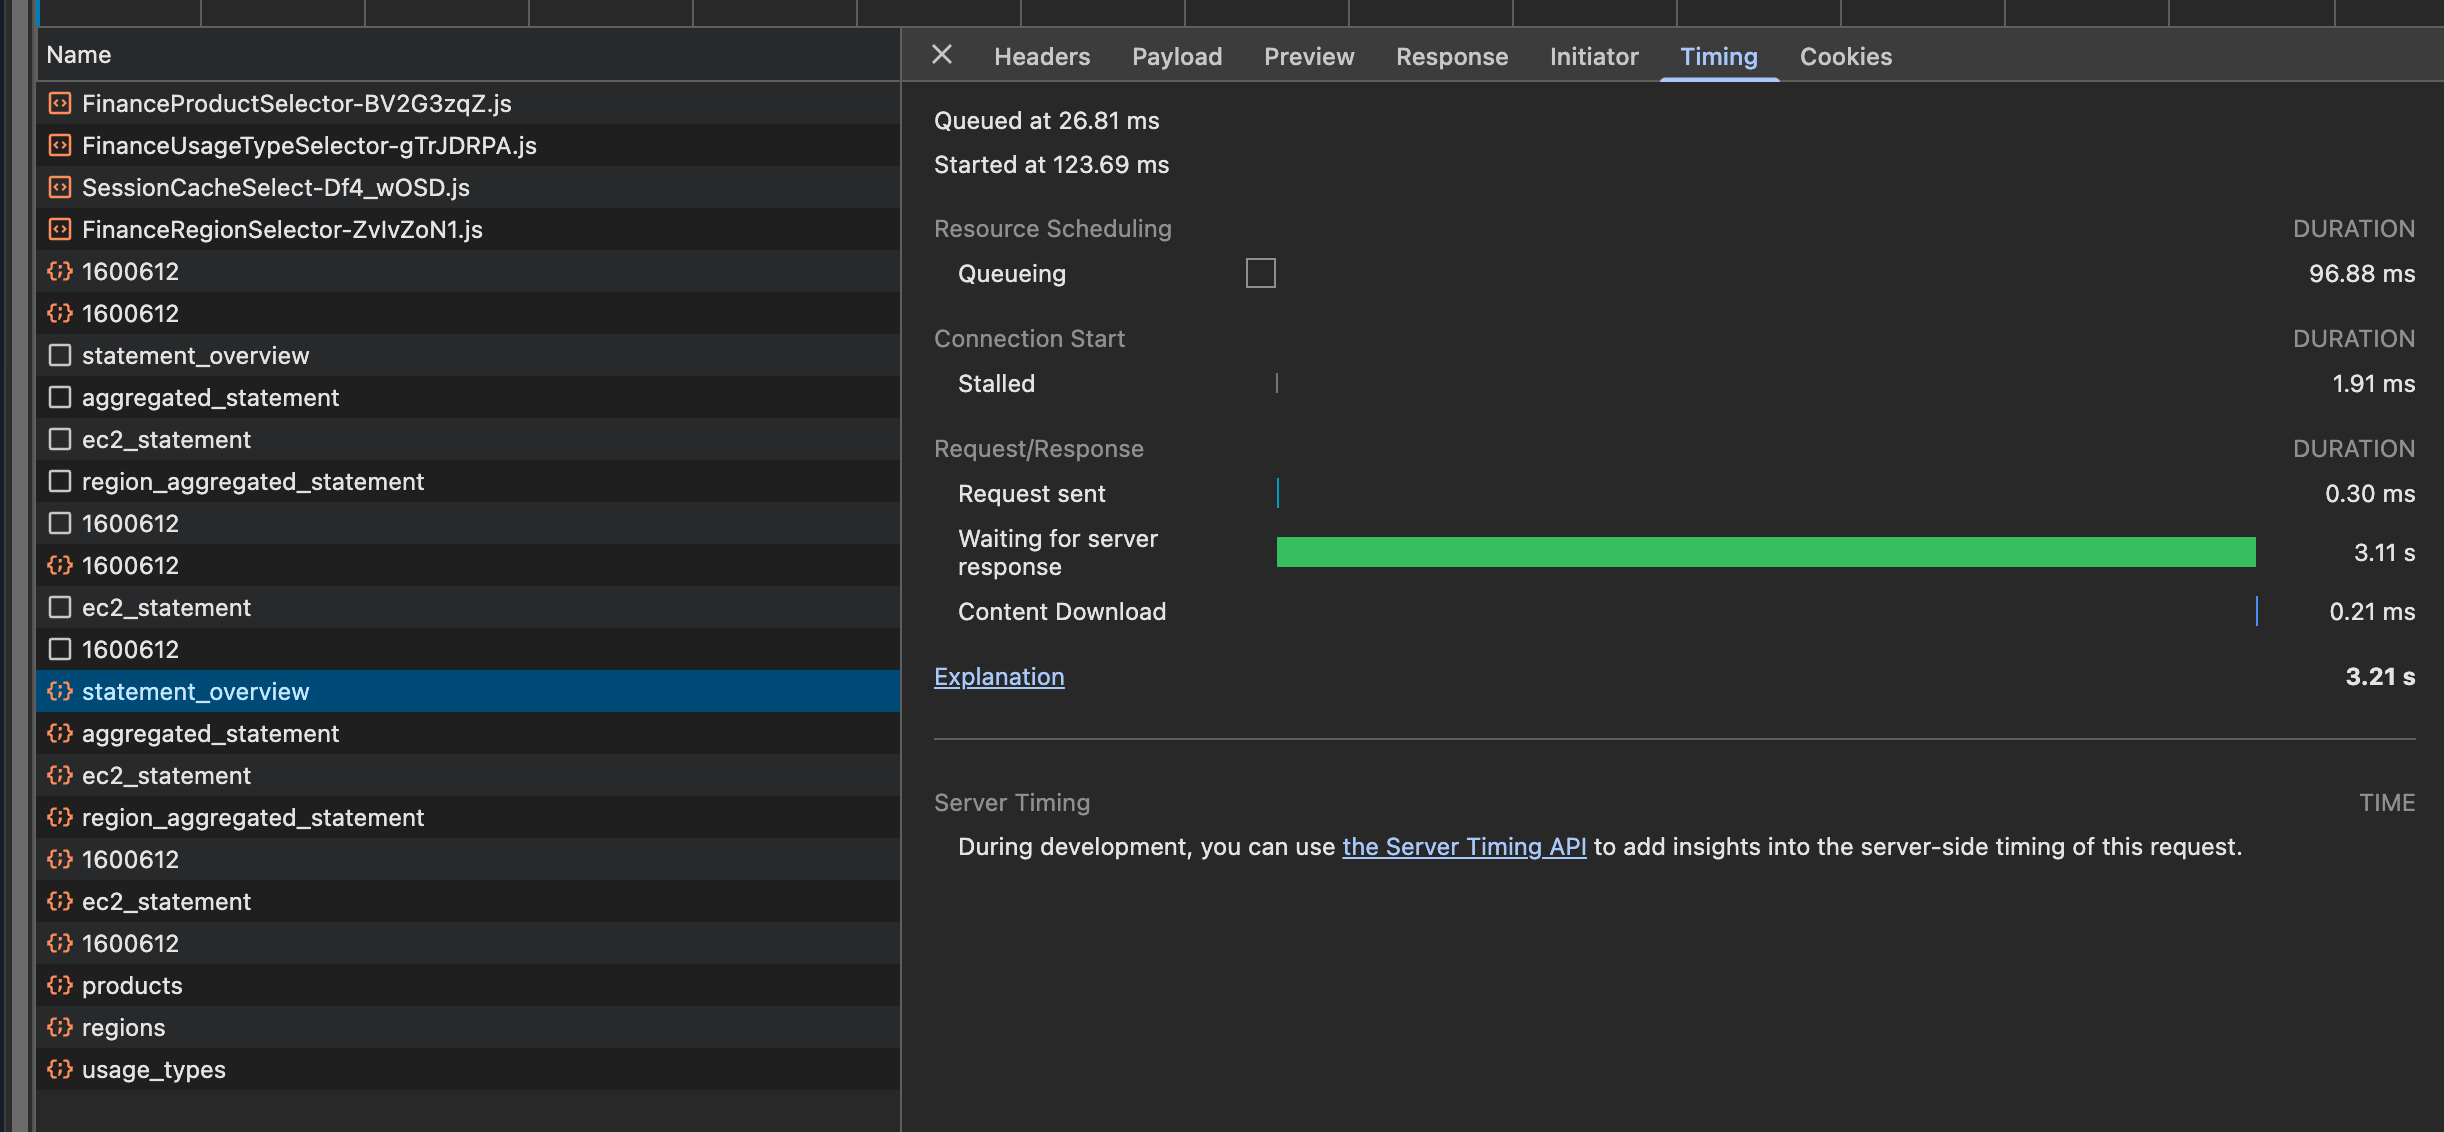 Name
FinanceProductSelector-BV2G3zqZ.js
FinanceUsageTypeSelector-gTrJDRPA.js
SessionCacheSelect-Df4_wOSD.js
FinanceRegionSelector-ZvIvZoN1.js
1600612
1600612
statement_overview
aggregated_statement
ec2_statement
region_aggregated_statement
1600612
1600612
ec2_statement
1600612
statement_overview
aggregated_statement
ec2_statement
region_aggregated_statement
1600612
ec2_statement
1600612
products
regions
usage_types
Headers Payload Preview Response Initiator Timing Cookies
Queued at 26.81 ms
Started at 123.69 ms
Resource Scheduling DURATION
Queueing 96.88 ms
Connection Start DURATION
Stalled 1.91 ms
Request/Response DURATION
Request sent 0.30 ms
Waiting for server
response 3.11 s
Content Download 0.21 ms
Explanation 3.21 s
Server Timing TIME
During development, you can use the Server Timing API to add insights into the server-side timing of this request.